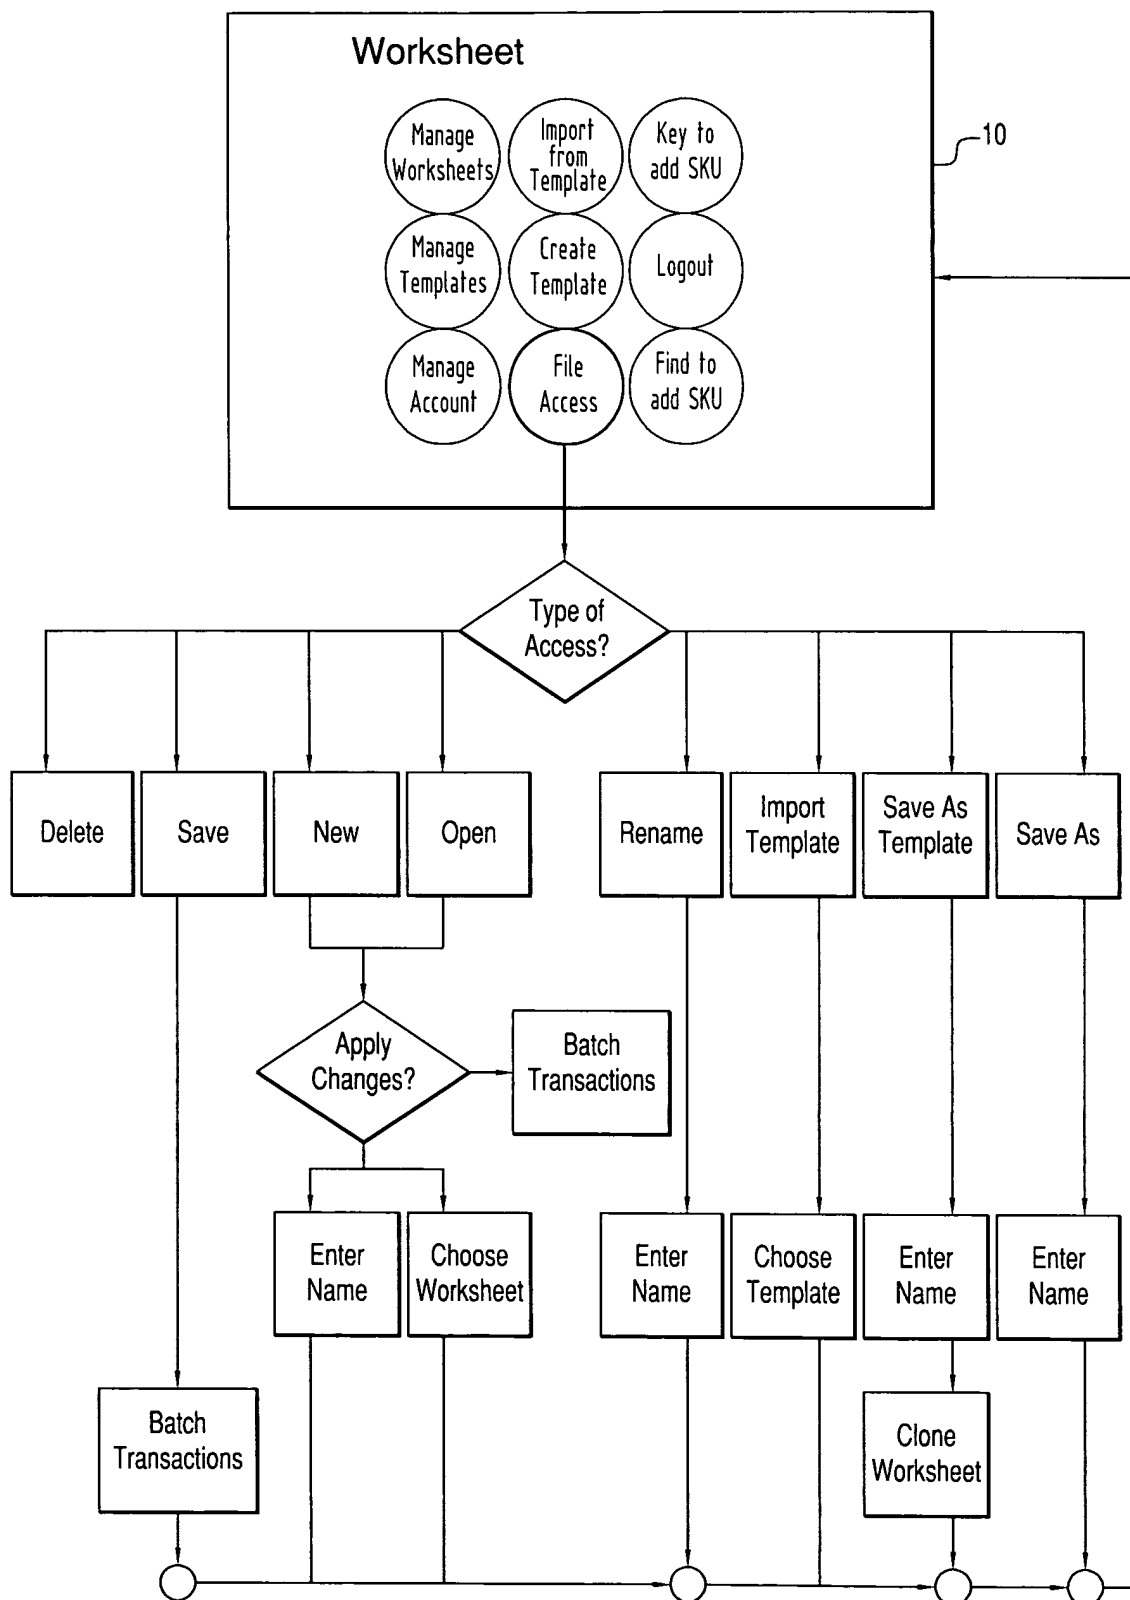 Worksheet
Manage
Worksheets
Import
from
Template
Key to
add SKU
10
Manage
Templates
Create
Template
Logout
Manage
Account
File
Access
Find to
add SKU
Type of
Access?
Delete
Save
New
Open
Rename
Import
Template
Save As
Template
Save As
Apply
Changes?
Batch
Transactions
Enter
Name
Choose
Worksheet
Enter
Name
Choose
Template
Enter
Name
Enter
Name
Batch
Transactions
Clone
Worksheet